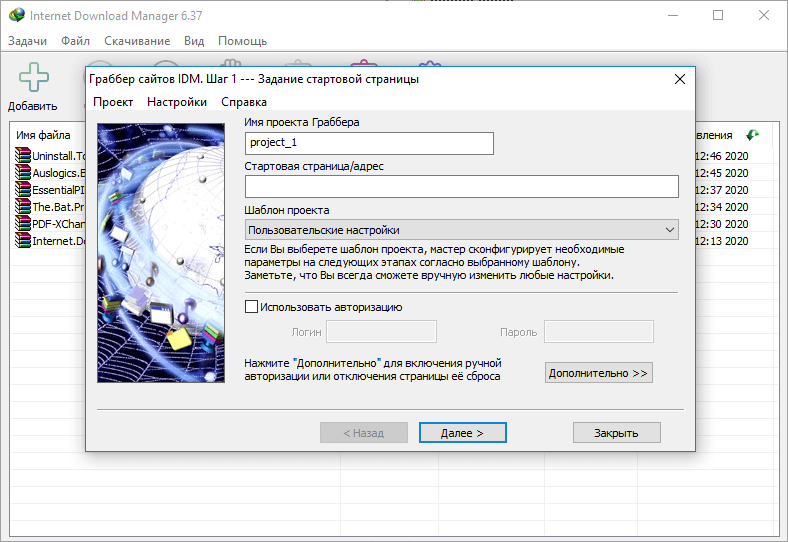 Internet Download Manager 6.37
Задачи Файл Скачивание Вид Помощь
Добавить
Имя файла
Uninstall.To
Auslogics.B
EssentialPI
The.Bat.Pr
PDF-XChan
Internet.Do
вления
12:46 2020
12:45 2020
12:37 2020
12:34 2020
12:30 2020
12:13 2020
Граббер сайтов IDM. Шаг 1 --- Задание стартовой страницы
Проект Настройки Справка
Имя проекта Граббера
project_1
Стартовая страница/адрес
Шаблон проекта
Пользовательские настройки
Если Вы выберете шаблон проекта, мастер сконфигурирует необходимые
параметры на следующих этапах согласно выбранному шаблону.
Заметьте, что Вы всегда сможете вручную изменить любые настройки.
Использовать авторизацию
Логин Пароль
Нажмите "Дополнительно" для включения ручной
авторизации или отключения страницы её сброса
Дополнительно >>
< Назад Далее > Закрыть